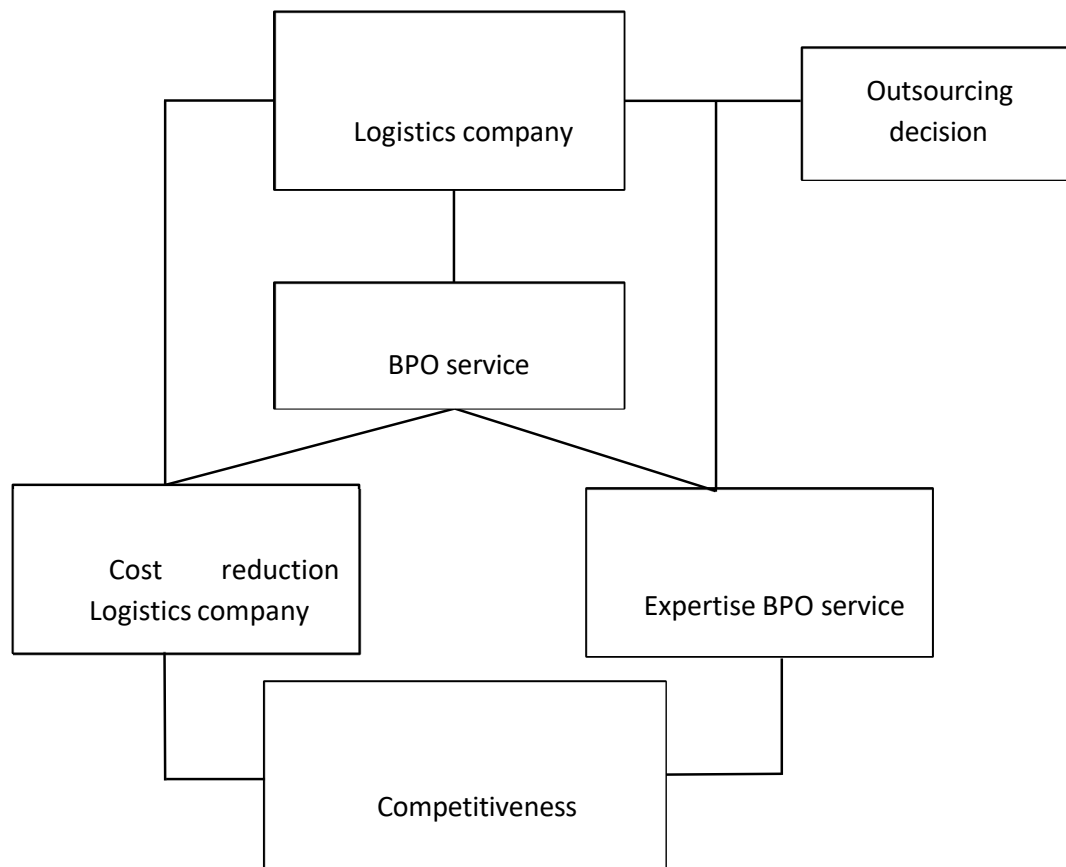 Outsourcing
decision
Logistics company
BPO service
Cost reduction
Logistics company
Expertise BPO service
Competitiveness